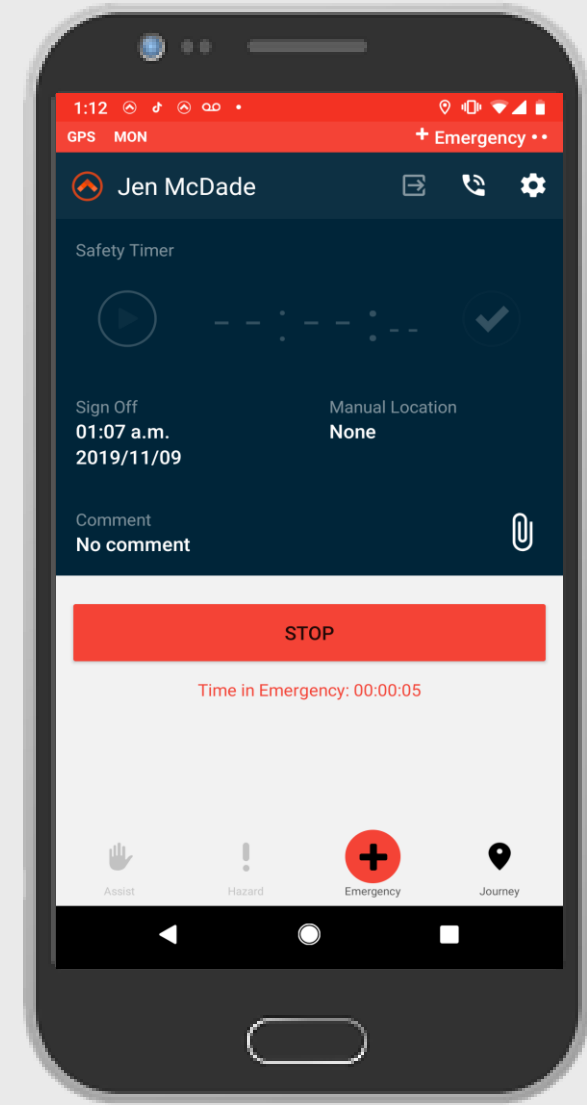 1:12
GPS MON
+ Emergency ••
Jen McDade
Safety Timer
--:--:--
Sign Off
01:07 a.m.
2019/11/09
Manual Location
None
Comment
No comment
STOP
Time in Emergency: 00:00:05
Assist
Hazard
Emergency
Journey